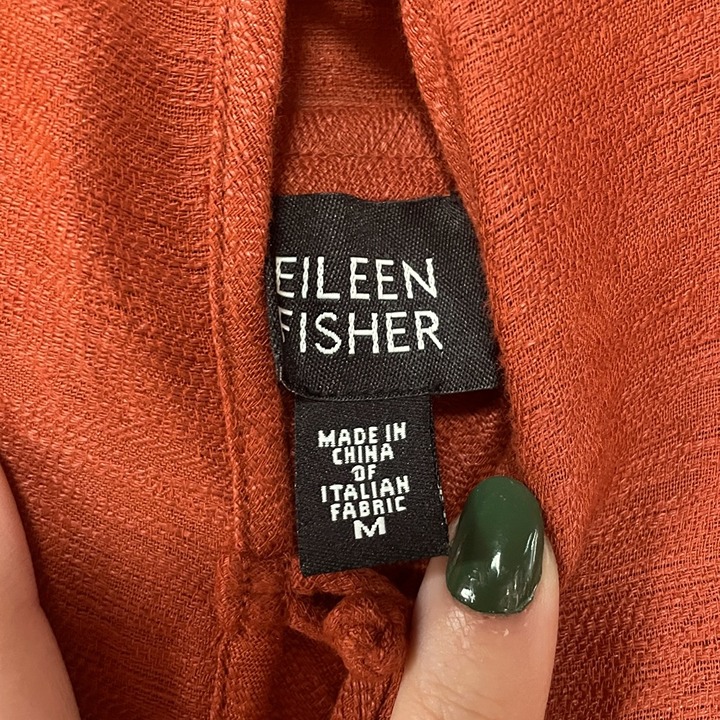 EILEEN
FISHER
MADE IN
CHINA
OF
ITALIAN
FABRIC
M